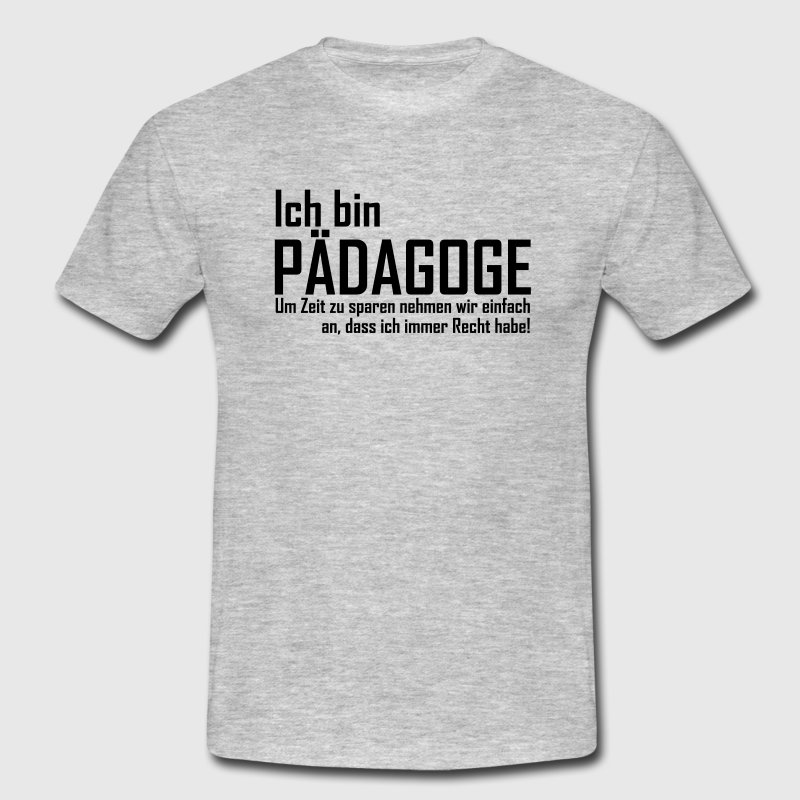 Ich bin
PÄDAGOGE
Um Zeit zu sparen nehmen wir einfach
an, dass ich immer Recht habe!